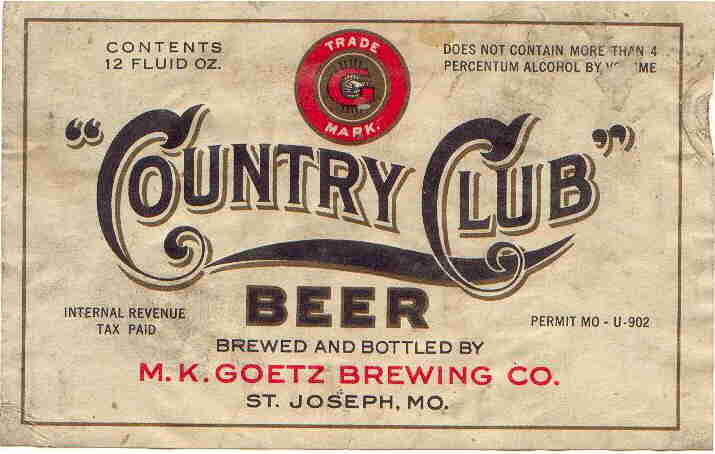 CONTENTS
12 FLUID OZ.
TRADE
G
MARK.
DOES NOT CONTAIN MORE THAN 4
PERCENTUM ALCOHOL BY
"COUNTRY CLUB"
BEER
INTERNAL REVENUE
TAX PAID
PERMIT MO - U-902
BREWED AND BOTTLED BY
M. K. GOETZ BREWING CO.
ST. JOSEPH, MO.